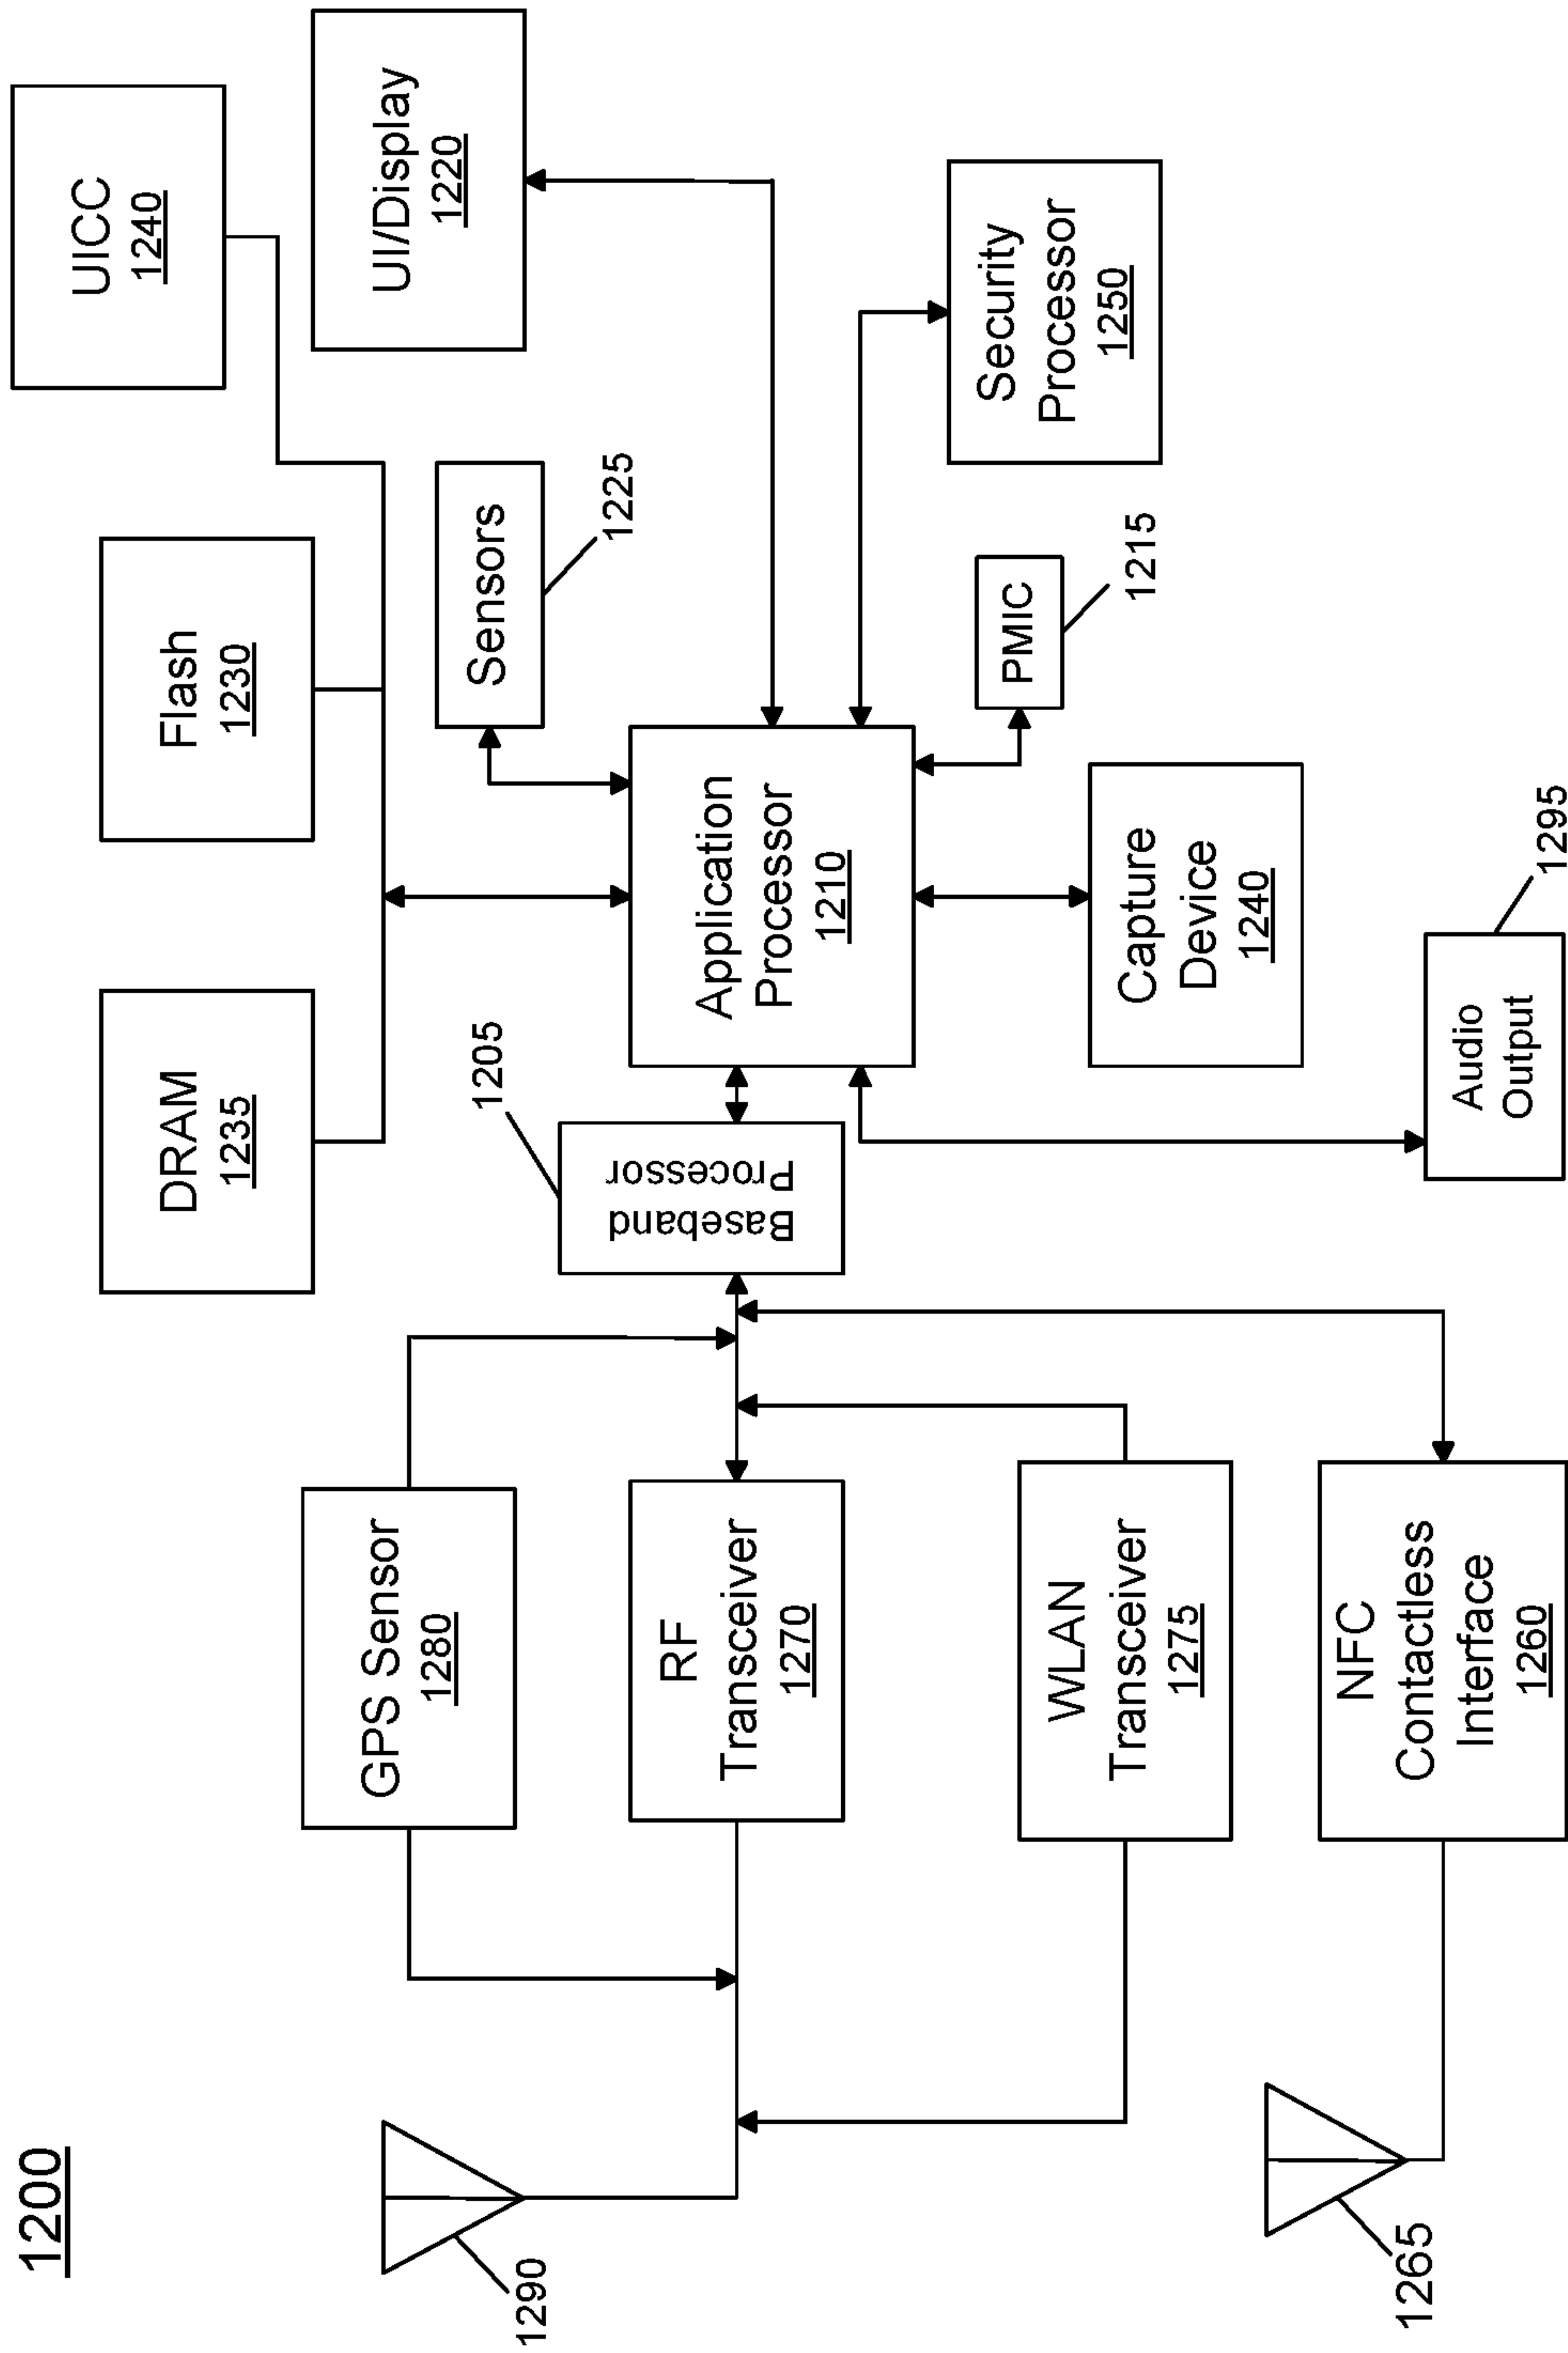 1200
UICC
1240
DRAM
1235
Flash
1230
UI/Display
1220
Sensors
1225
GPS Sensor
1280
1290
1205
Baseband
Processor
RF
Transceiver
1270
Application
Processor
1210
Security
Processor
1250
PMIC
1215
WLAN
Transceiver
1275
Capture
Device
1240
NFC
Contactless
Interface
1260
1265
Audio
Output
1295